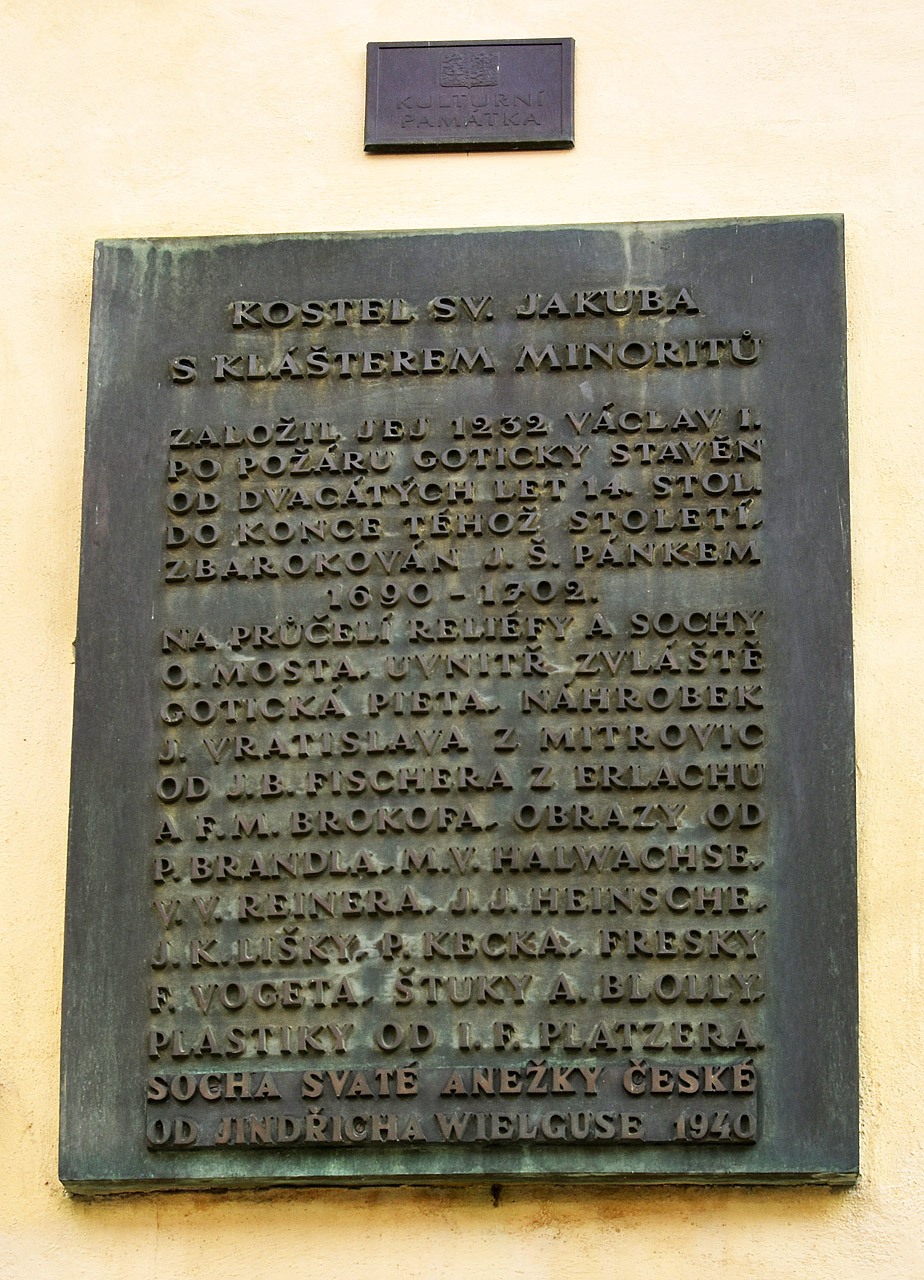 KULTURNÍ
PAMÁTKA
KOSTEL SV. JAKUBA
S KLÁŠTEREM MINORITŮ
ZALOŽIL JEJ 1232 VÁCLAV I.
PO POŽÁRU GOTICKY STAVĚN
OD DVACÁTÝCH LET 14. STOL.
DO KONCE TÉHOŽ STOLETÍ,
ZBAROKOVÁN J. Š. PÁNKEM
1690 - 1702.
NA PRŮČELÍ RELIÉFY A SOCHY
O. MOSTA, UVNITŘ, ZVLÁŠTĚ
GOTICKÁ PIETA, NÁHROBEK
J. VRATISLAVA Z MITROVIC
OD J. B. FISCHERA Z ERLACHU
A F. M. BROKOFA, OBRAZY OD
P. BRANDLA, M. V. HALWACHSE,
V. V. REINERA, J. J. HEINSCHE,
J. K. LIŠKY, P. KECKA, FRESKY
F. VOGETA, ŠTUKY A. BLOLLY,
PLASTIKY OD I. F. PLATZERA.
SOCHA SVATÉ ANEŽKY ČESKÉ
OD JINDŘICHA WIELGUSE 1940